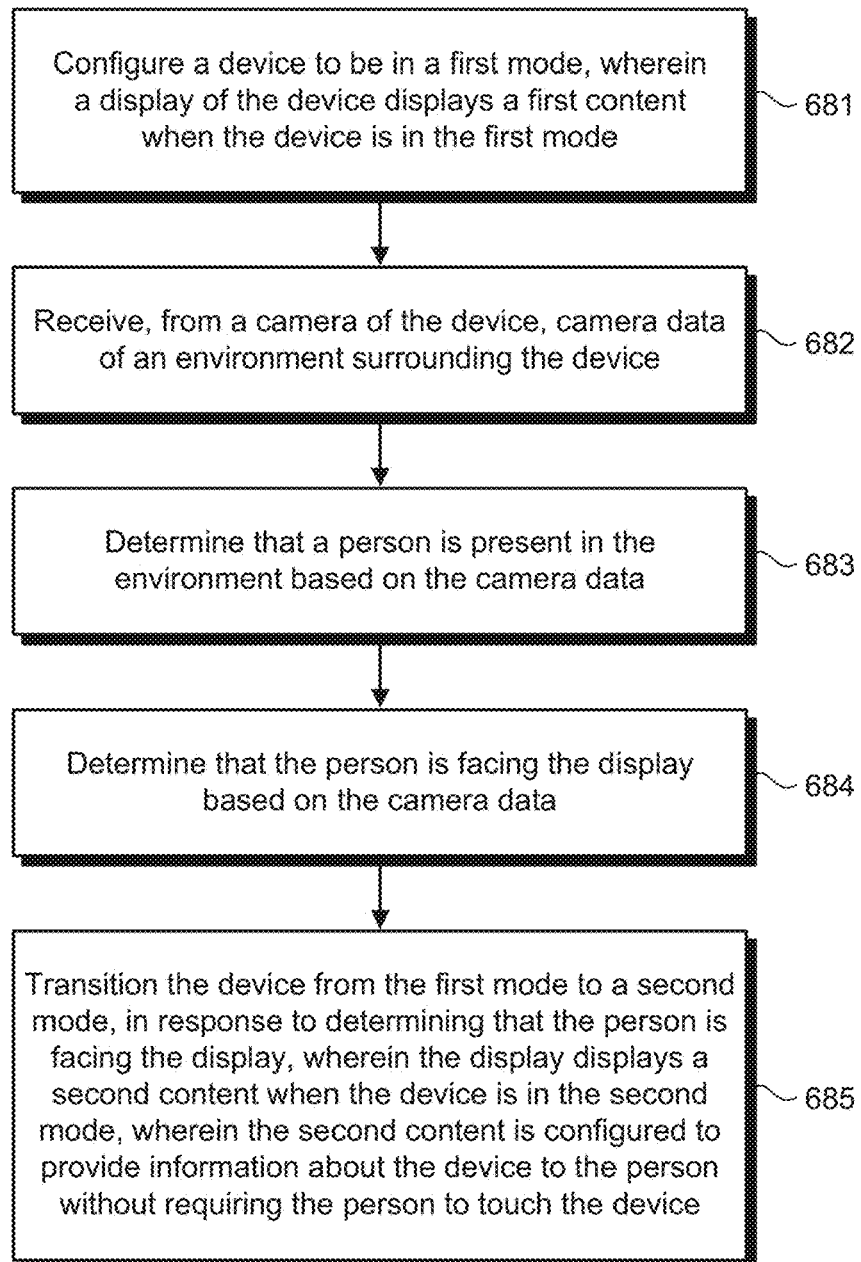 Configure a device to be in a first mode, wherein
a display of the device displays a first content
when the device is in the first mode
681
Receive, from a camera of the device, camera data
of an environment surrounding the device
682
Determine that a person is present in the
environment based on the camera data
683
Determine that the person is facing the display
based on the camera data
684
Transition the device from the first mode to a second
mode, in response to determining that the person is
facing the display, wherein the display displays a
second content when the device is in the second
mode, wherein the second content is configured to
provide information about the device to the person
without requiring the person to touch the device
685